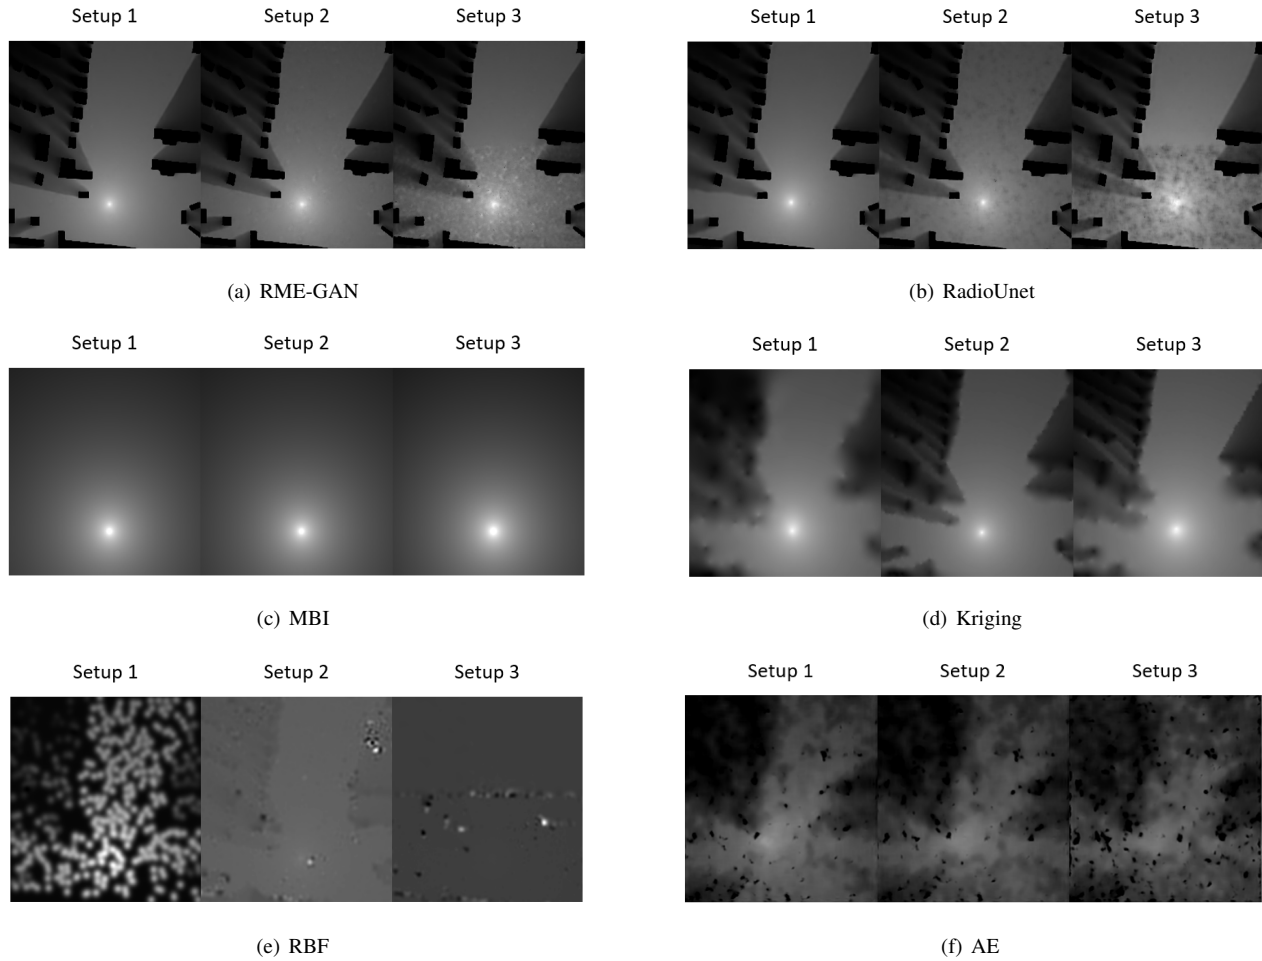 Setup 1 Setup 2 Setup 3 Setup 1 Setup 2 Setup 3
(a) RME-GAN (b) RadioUnet
Setup 1 Setup 2 Setup 3 Setup 1 Setup 2 Setup 3
(c) MBI (d) Kriging
Setup 1 Setup 2 Setup 3 Setup 1 Setup 2 Setup 3
(e) RBF (f) AE